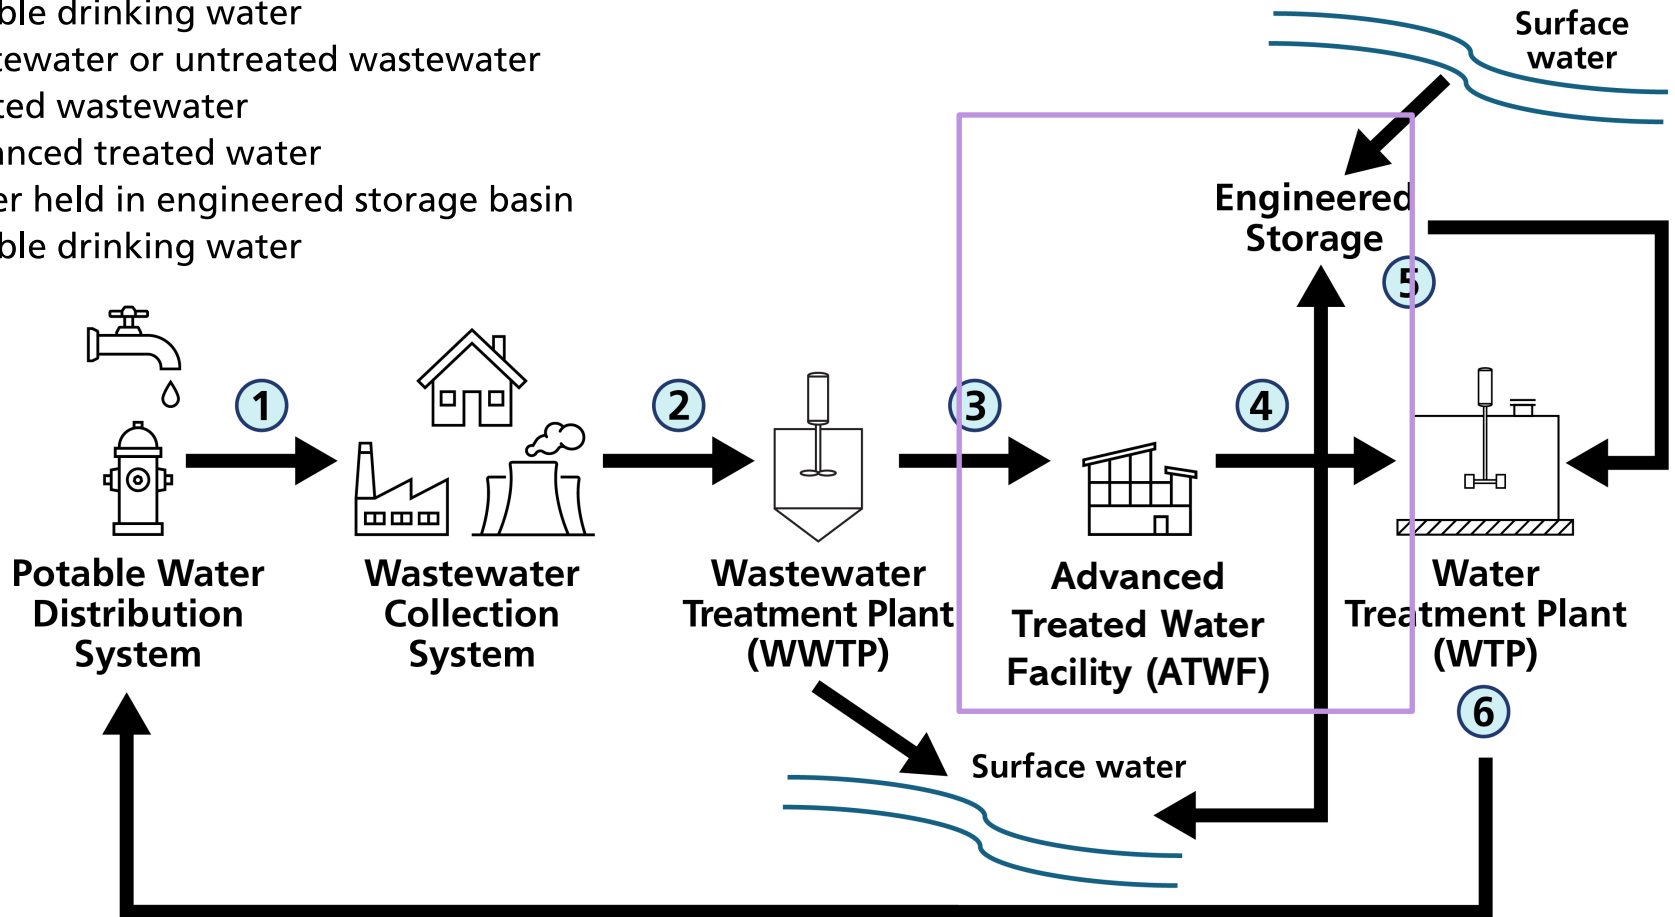 ble drinking water
tewater or untreated wastewater
ted wastewater
anced treated water
er held in engineered storage basin
ble drinking water
Surface
water
Engineered
Storage
5
1
2
3
4
Potable Water
Distribution
System
Wastewater
Collection
System
Wastewater
Treatment Plant
(WWTP)
Advanced
Treated Water
Facility (ATWF)
Water
Treatment Plant
(WTP)
6
Surface water